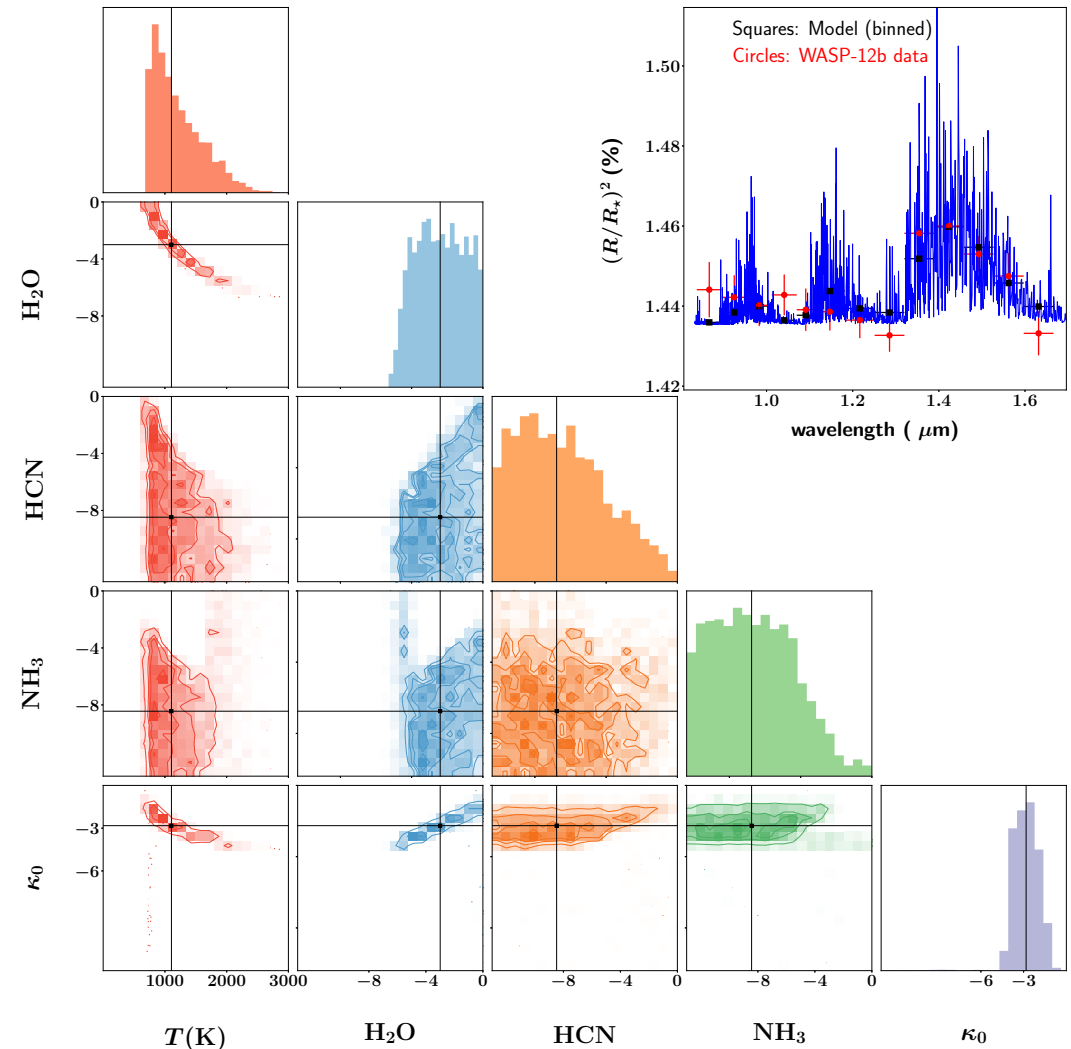 Squares: Model (binned)
Circles: WASP-12b data
1.50
1.48
1.46
1.44
1.42
(R/R⋆)² (%)
1.0 1.2 1.4 1.6
wavelength ( μm)
0
−4
−8
H₂O
0
−4
−8
HCN
0
−4
−8
NH₃
−3
−6
κ₀
1000 2000 3000
−8 −4 0
−8 −4 0
−8 −4 0
−6 −3
T(K) H₂O HCN NH₃ κ₀